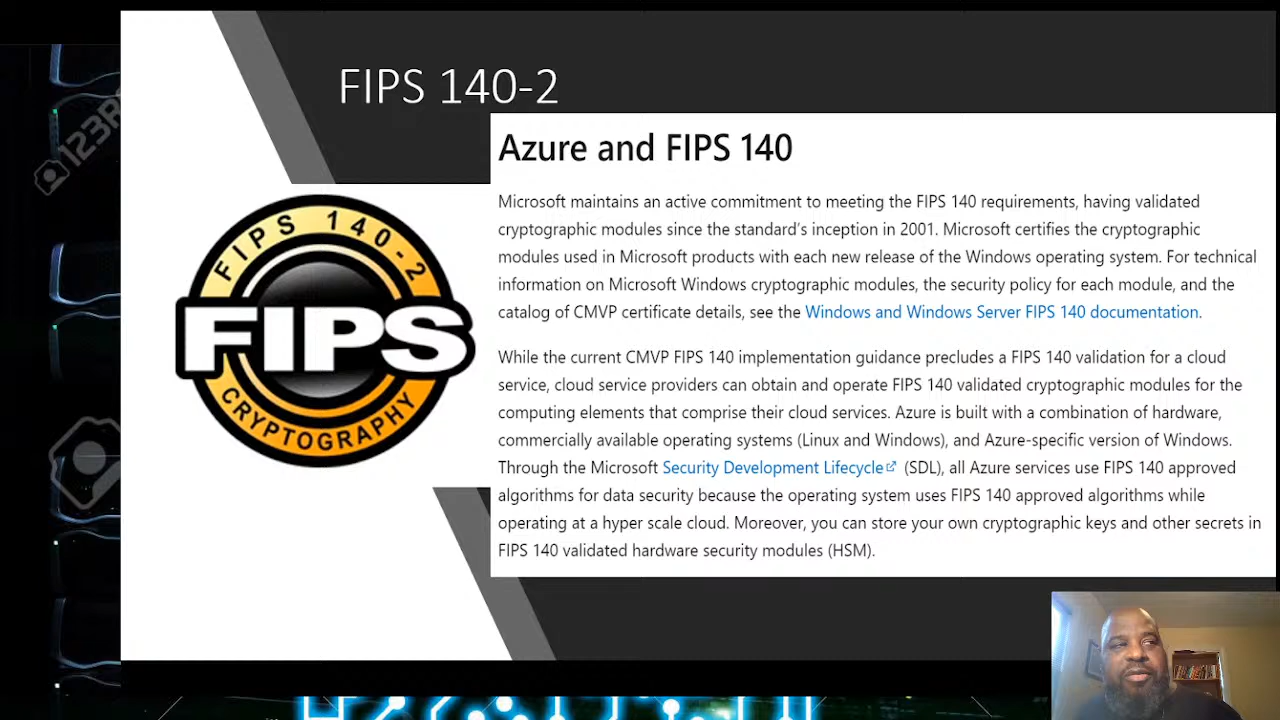 FIPS 140-2
Azure and FIPS 140
Microsoft maintains an active commitment to meeting the FIPS 140 requirements, having validated
cryptographic modules since the standard's inception in 2001. Microsoft certifies the cryptographic
modules used in Microsoft products with each new release of the Windows operating system. For technical
information on Microsoft Windows cryptographic modules, the security policy for each module, and the
catalog of CMVP certificate details, see the Windows and Windows Server FIPS 140 documentation.
While the current CMVP FIPS 140 implementation guidance precludes a FIPS 140 validation for a cloud
service, cloud service providers can obtain and operate FIPS 140 validated cryptographic modules for the
computing elements that comprise their cloud services. Azure is built with a combination of hardware,
commercially available operating systems (Linux and Windows), and Azure-specific version of Windows.
Through the Microsoft Security Development Lifecycle (SDL), all Azure services use FIPS 140 approved
algorithms for data security because the operating system uses FIPS 140 approved algorithms while
operating at a hyper scale cloud. Moreover, you can store your own cryptographic keys and other secrets in
FIPS 140 validated hardware security modules (HSM).
FIPS 140-2
FIPS
CRYPTOGRAPHY